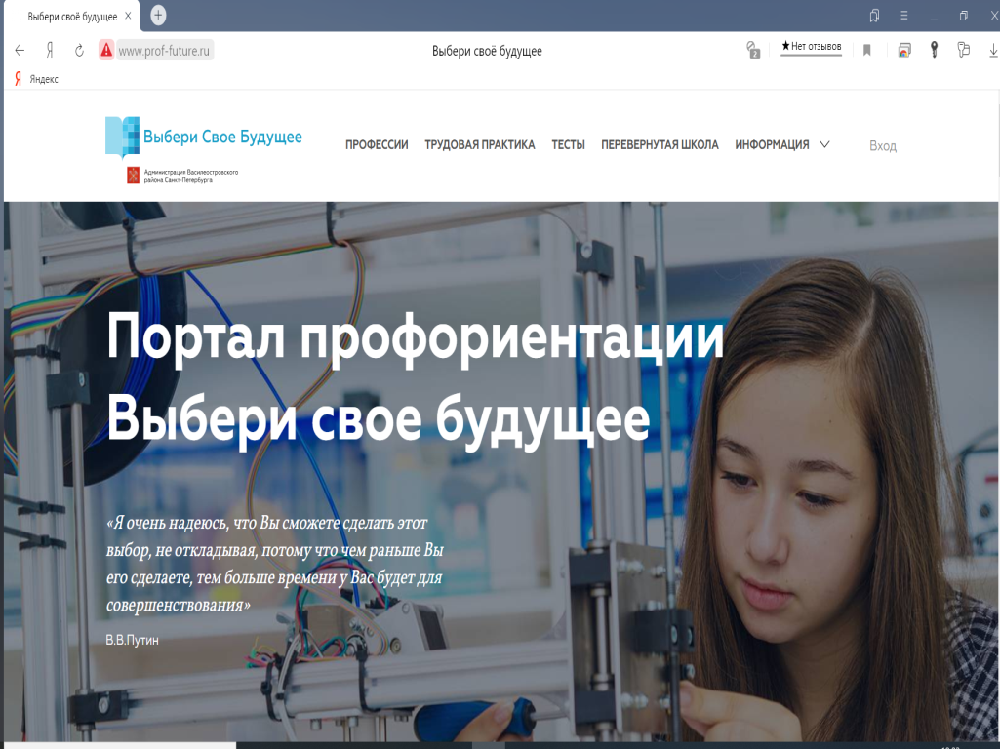 Выбери своё будущее
www.prof-future.ru
Выбери своё будущее
2
★Нет отзывов
Я
Яндекс
Выбери Свое Будущее
Администрация Василеостровского
района Санкт-Петербурга
ПРОФЕССИИ ТРУДОВАЯ ПРАКТИКА ТЕСТЫ ПЕРЕВЕРНУТАЯ ШКОЛА ИНФОРМАЦИЯ
Вход
Портал профориентации
Выбери свое будущее
«Я очень надеюсь, что Вы сможете сделать этот
выбор, не откладывая, потому что чем раньше Вы
его сделаете, тем больше времени у Вас будет для
совершенствования»
В.В.Путин